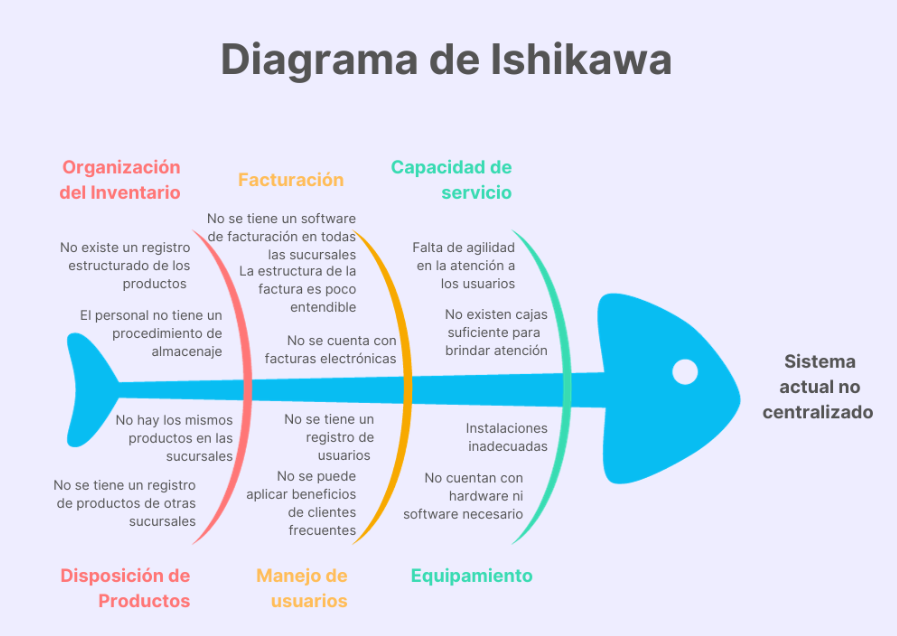 Diagrama de Ishikawa
Organización
del Inventario
No existe un registro
estructurado de los
productos
El personal no tiene un
procedimiento de
almacenaje
Facturación
No se tiene un software
de facturación en todas
las sucursales
La estructura de la
factura es poco
entendible
No se cuenta con
facturas electrónicas
Capacidad de
servicio
Falta de agilidad
en la atención a
los usuarios
No existen cajas
suficiente para
brindar atención
Sistema
actual no
centralizado
No hay los mismos
productos en las
sucursales
No se tiene un registro
de productos de otras
sucursales
Disposición de
Productos
No se tiene un
registro de
usuarios
No se puede
aplicar beneficios
de clientes
frecuentes
Manejo de
usuarios
Instalaciones
inadecuadas
No cuentan con
hardware ni
software necesario
Equipamiento